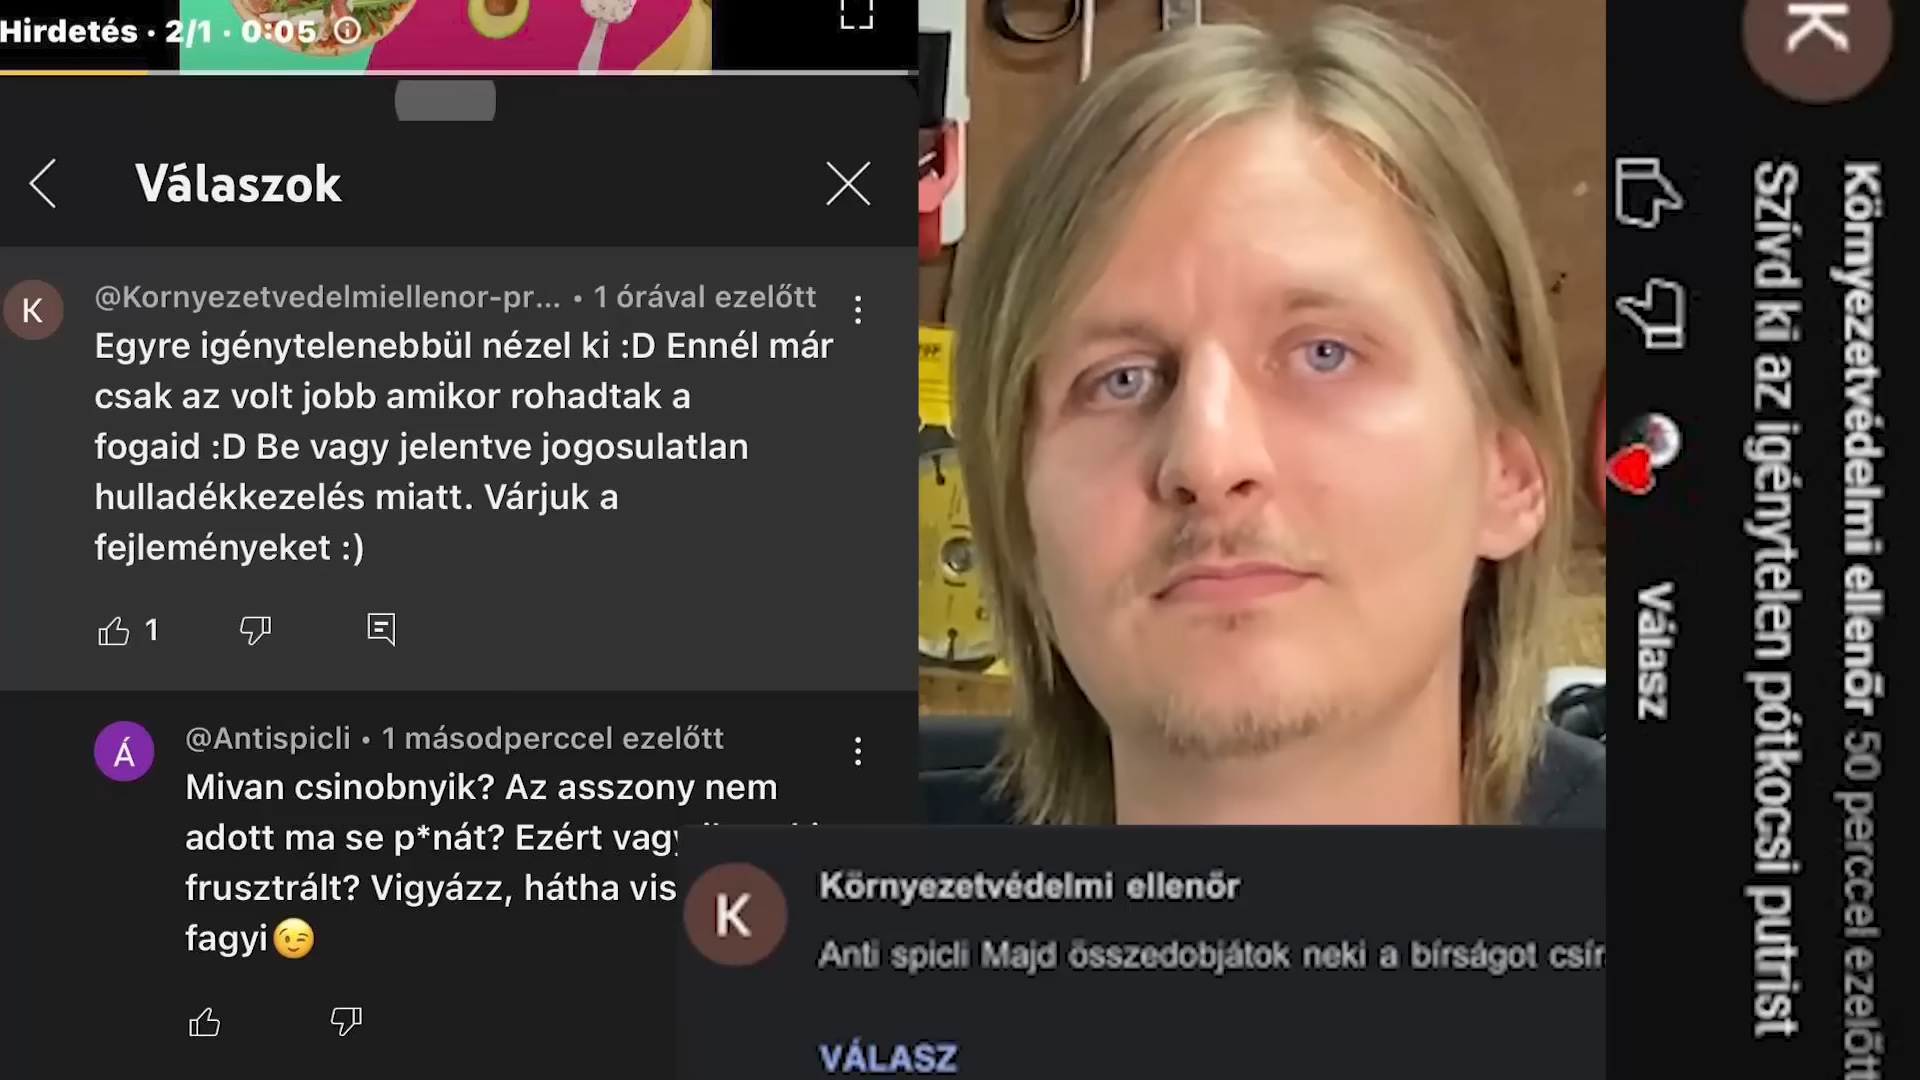 Hirdetés · 2/1 · 0:05
Válaszok
K
@Kornyezetvedelmiellenor-pr... • 1 órával ezelőtt
Egyre igénytelenebbül nézel ki :D Ennél már
csak az volt jobb amikor rohadtak a
fogaid :D Be vagy jelentve jogosulatlan
hulladékkezelés miatt. Várjuk a
fejleményeket :)
1
Á
@Antispicli • 1 másodperccel ezelőtt
Mivan csinobnyik? Az asszony nem
adott ma se p*nát? Ezért vagy
frusztrált? Vigyázz, hátha vis
fagyi😉
K
Környezetvédelmi ellenőr
Anti spicli Majd összedobjátok neki a bírságot csír
VÁLASZ
K
Környezetvédelmi ellenőr 50 perccel ezelőtt
Szívd ki az igénytelen pótkocsi putrist
Válasz